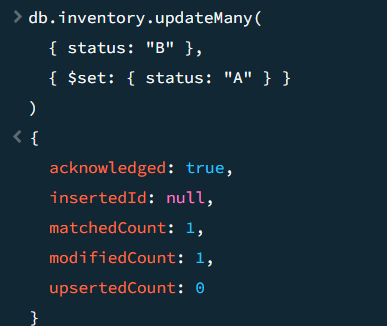 > db.inventory.updateMany(
{ status: "B" },
{ $set: { status: "A" } }
)
< {
acknowledged: true,
insertedId: null,
matchedCount: 1,
modifiedCount: 1,
upsertedCount: 0
}